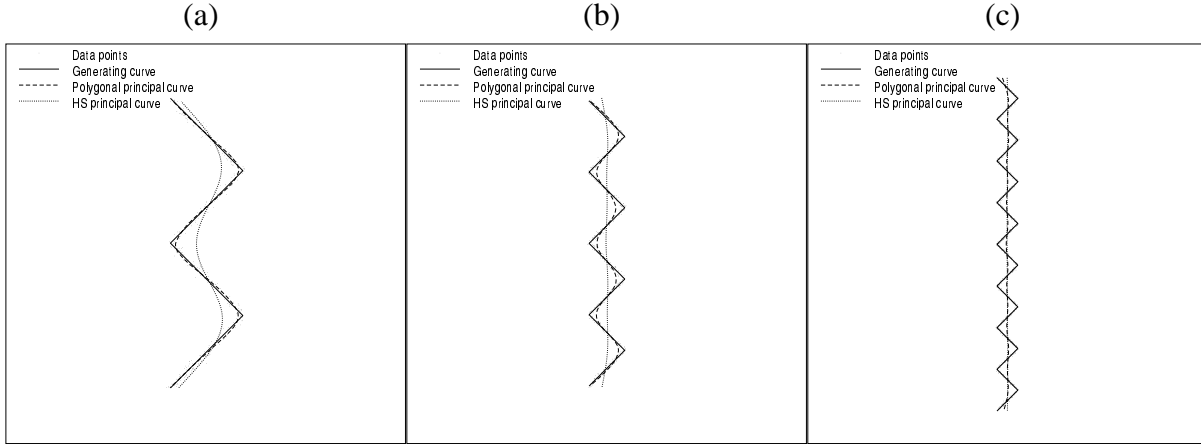 (a)
(b)
(c)
Data points
Generating curve
Polygonal principal curve
HS principal curve
Data points
Generating curve
Polygonal principal curve
HS principal curve
Data points
Generating curve
Polygonal principal curve
HS principal curve